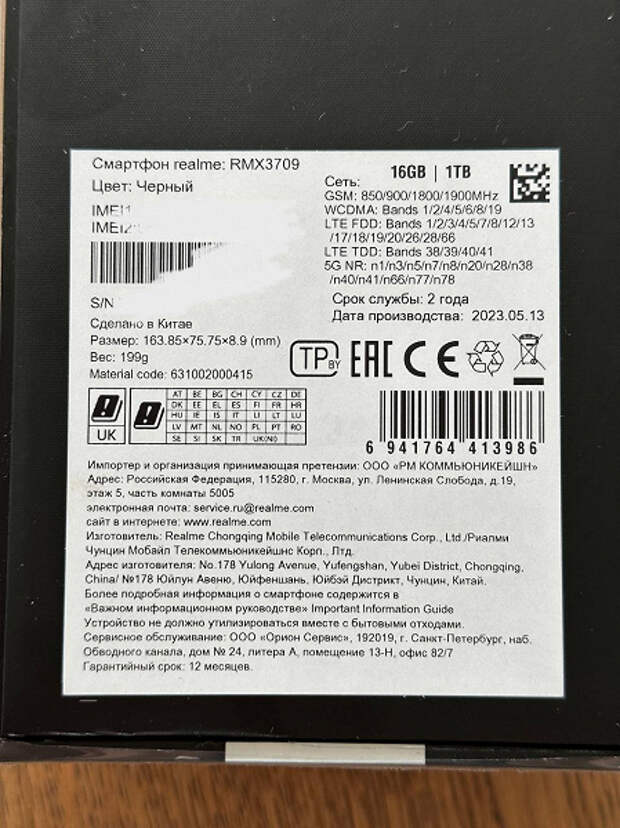 Смартфон realme: RMX3709
Цвет: Черный
IMEI1
IMEI2
S/N
Сделано в Китае
Размер: 163.85×75.75×8.9 (mm)
Вес: 199g
Material code: 631002000415
16GB | 1TB
Сеть:
GSM: 850/900/1800/1900MHz
WCDMA: Bands 1/2/4/5/6/8/19
LTE FDD: Bands 1/2/3/4/5/7/8/12/13
/17/18/19/20/26/28/66
LTE TDD: Bands 38/39/40/41
5G NR: n1/n3/n5/n7/n8/n20/n28/n38
/n40/n41/n66/n77/n78
Срок службы: 2 года
Дата производства: 2023.05.13
TP BY EAC CE
UK
AT BE BG CH CY CZ DE
DK EE EL ES FI FR HR
HU IE IS IT LI LT LU
LV MT NL NO PL PT RO
SE SI SK TR UK(NI)
6 941764 413986
Импортер и организация принимающая претензии: ООО «РМ КОММЬЮНИКЕЙШН»
Адрес: Российская Федерация, 115280, г. Москва, ул. Ленинская Слобода, д.19,
этаж 5, часть комнаты 5005
электронная почта: service.ru@realme.com
сайт в интернете: www.realme.com
Изготовитель: Realme Chongqing Mobile Telecommunications Corp., Ltd./Риалми
Чунцин Мобайл Телекоммьюникейшнс Корп., Лтд.
Адрес изготовителя: No.178 Yulong Avenue, Yufengshan, Yubei District, Chongqing,
China/ №178 Юйлун Авеню, Юйфеньшань, Юйбэй Дистрикт, Чунцин, Китай.
Более подробная информация о смартфоне содержится в
«Важном информационном руководстве» Important Information Guide
Устройство не должно утилизироваться вместе с бытовыми отходами.
Сервисное обслуживание: ООО «Орион Сервис», 192019, г. Санкт-Петербург, наб.
Обводного канала, дом № 24, литера А, помещение 13-Н, офис 82/7
Гарантийный срок: 12 месяцев.